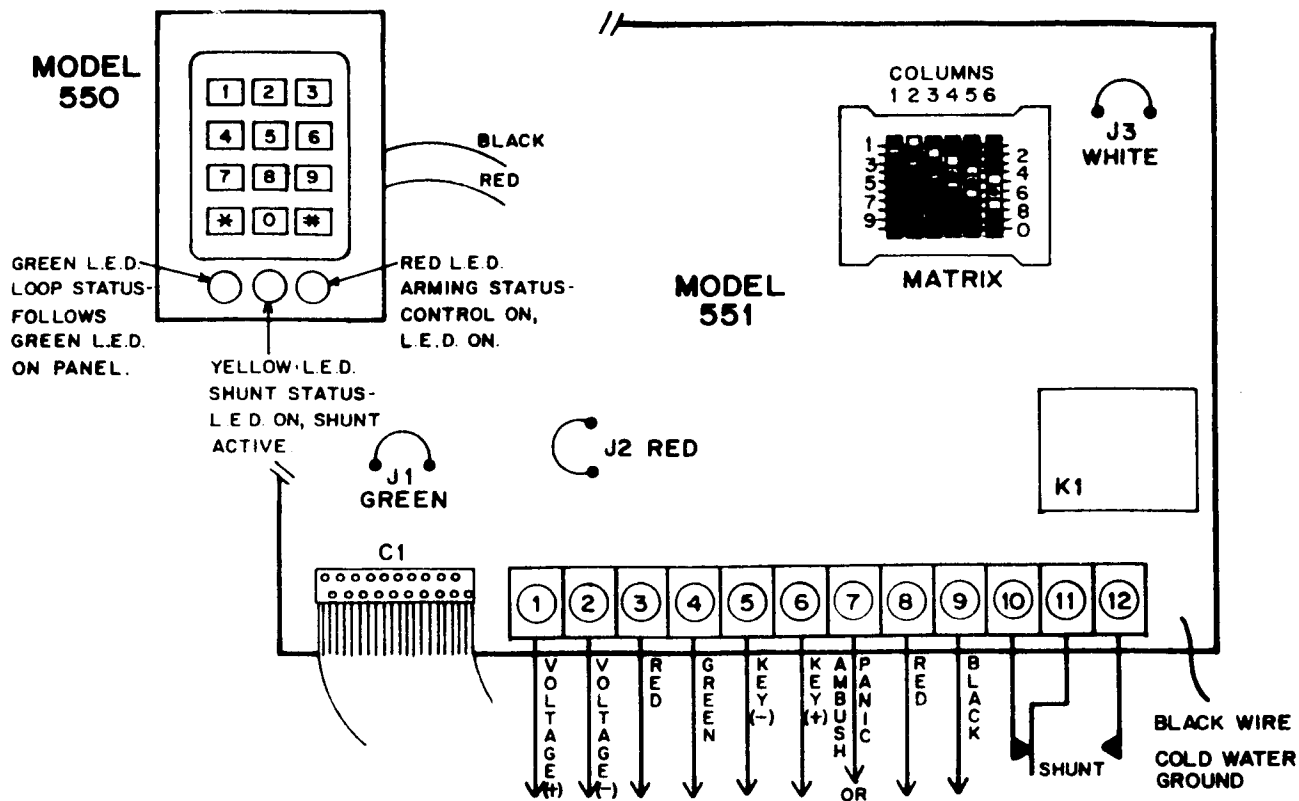 MODEL
550
1 2 3
4 5 6
7 8 9
* 0 #
BLACK
RED
GREEN L.E.D.
LOOP STATUS-
FOLLOWS
GREEN L.E.D.
ON PANEL.
YELLOW L.E.D.
SHUNT STATUS-
L.E.D. ON, SHUNT
ACTIVE
RED L.E.D.
ARMING STATUS-
CONTROL ON,
L.E.D. ON.
COLUMNS
1 2 3 4 5 6
1
3
5
7
9
2
4
6
8
0
MATRIX
J3
WHITE
MODEL
551
J1
GREEN
J2 RED
K1
C1
1 2 3 4 5 6 7 8 9 10 11 12
VOLTAGE (+)
VOLTAGE (-)
RED
GREEN
KEY (-)
KEY (+)
AMBUSH
OR
PANIC
RED
BLACK
SHUNT
BLACK WIRE
COLD WATER
GROUND